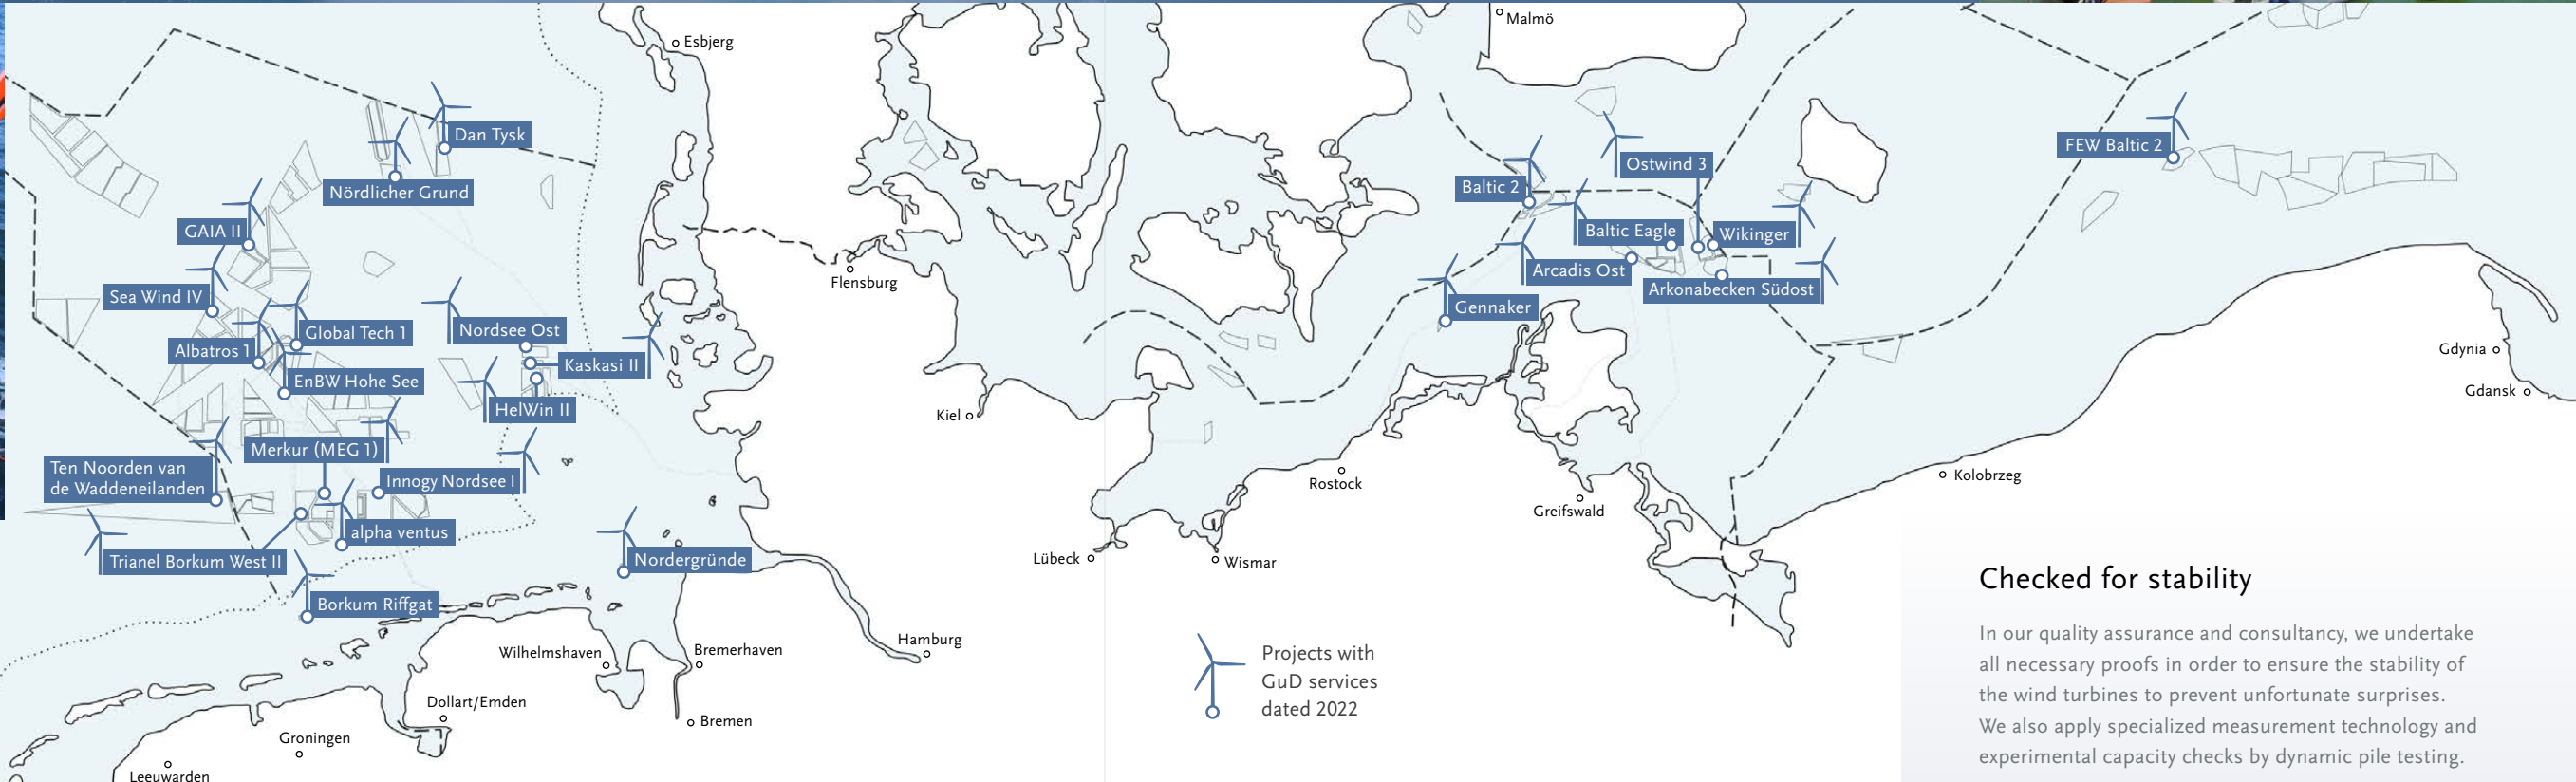 Malmö
Esbjerg
Dan Tysk
FEW Baltic 2
Ostwind 3
Nördlicher Grund
Baltic 2
GAIA II
Baltic Eagle
Wikinger
Arcadis Ost
Flensburg
Arkonabecken Südost
Sea Wind IV
Gennaker
Global Tech 1
Nordsee Ost
Albatros 1
Kaskasi II
Gdynia
EnBW Hohe See
Gdansk
HelWin II
Kiel
Merkur (MEG 1)
Ten Noorden van
de Waddeneilanden
Innogy Nordsee I
Kolobrzeg
Rostock
Greifswald
alpha ventus
Trianel Borkum West II
Nordergründe
Lübeck
Wismar
Borkum Riffgat
Hamburg
Wilhelmshaven
Bremerhaven
Dollart/Emden
Bremen
Groningen
Leeuwarden
Projects with
GuD services
dated 2022
Checked for stability
In our quality assurance and consultancy, we undertake
all necessary proofs in order to ensure the stability of
the wind turbines to prevent unfortunate surprises.
We also apply specialized measurement technology and
experimental capacity checks by dynamic pile testing.